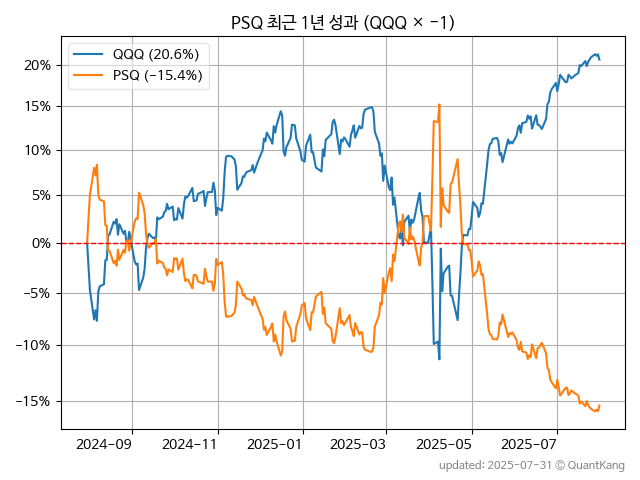 PSQ 최근 1년 성과 (QQQ × −1)
QQQ (20.6%)
PSQ (−15.4%)
20%
15%
10%
5%
0%
−5%
−10%
−15%
2024−09 2024−11 2025−01 2025−03 2025−05 2025−07
updated: 2025-07-31 © QuantKang